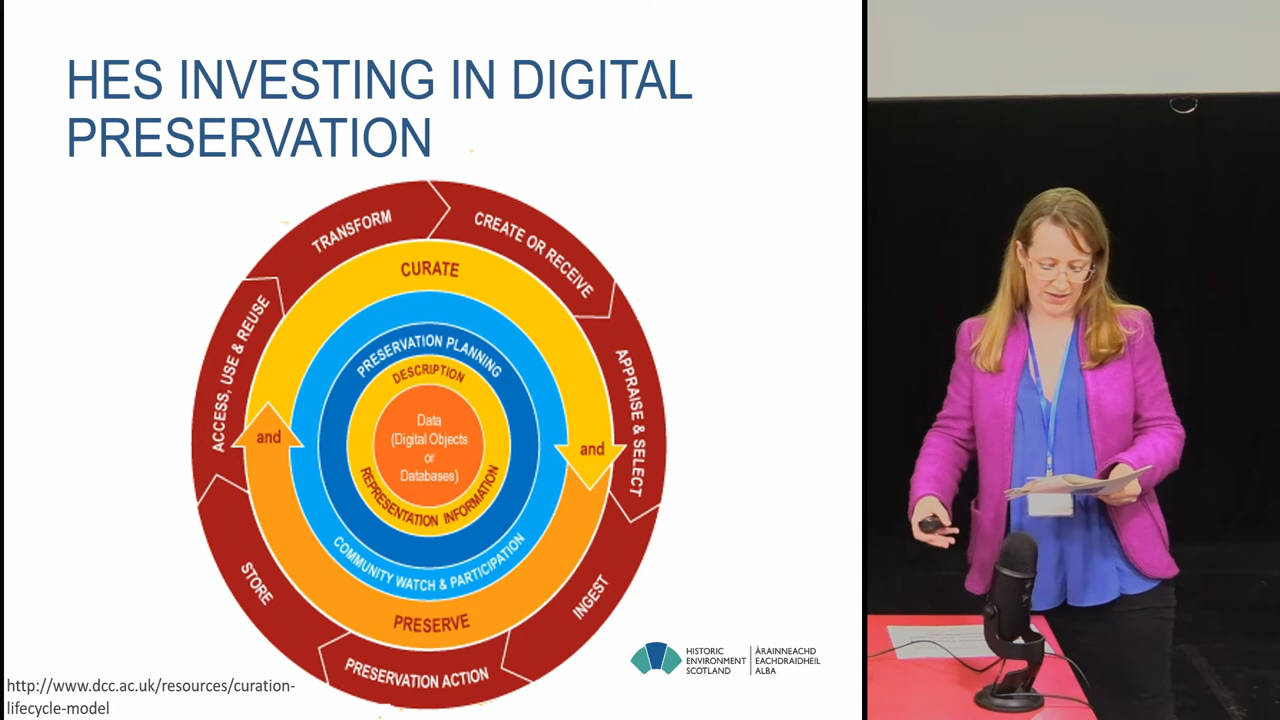 HES INVESTING IN DIGITAL
PRESERVATION
TRANSFORM
CREATE OR RECEIVE
CURATE
ACCESS, USE & REUSE
PRESERVATION PLANNING
DESCRIPTION
APPRAISE & SELECT
Data
(Digital Objects
or
Databases)
and
and
REPRESENTATION INFORMATION
COMMUNITY WATCH & PARTICIPATION
STORE
INGEST
PRESERVE
PRESERVATION ACTION
HISTORIC
ENVIRONMENT
SCOTLAND
ÀRAINNEACHD
EACHDRAIDHEIL
ALBA
http://www.dcc.ac.uk/resources/curation-
lifecycle-model